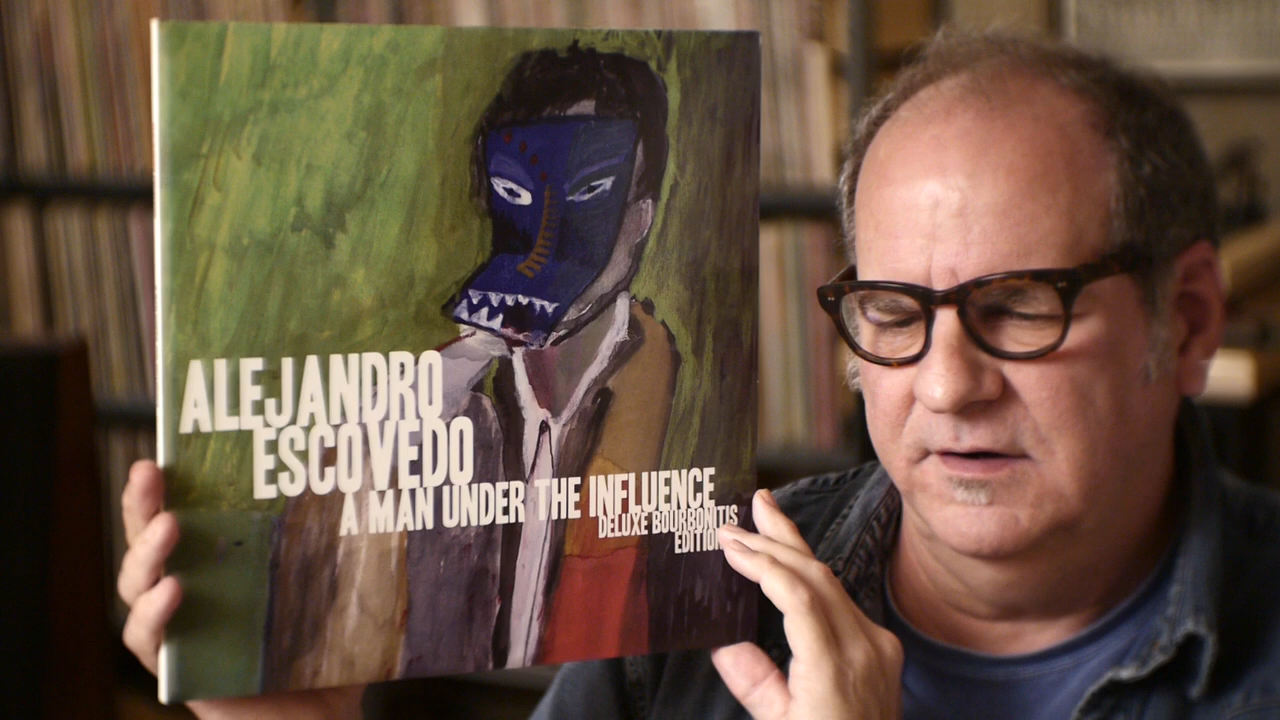 ALEJANDRO
ESCOVEDO
A MAN UNDER THE INFLUENCE
DELUXE BOURBONITIS
EDITION